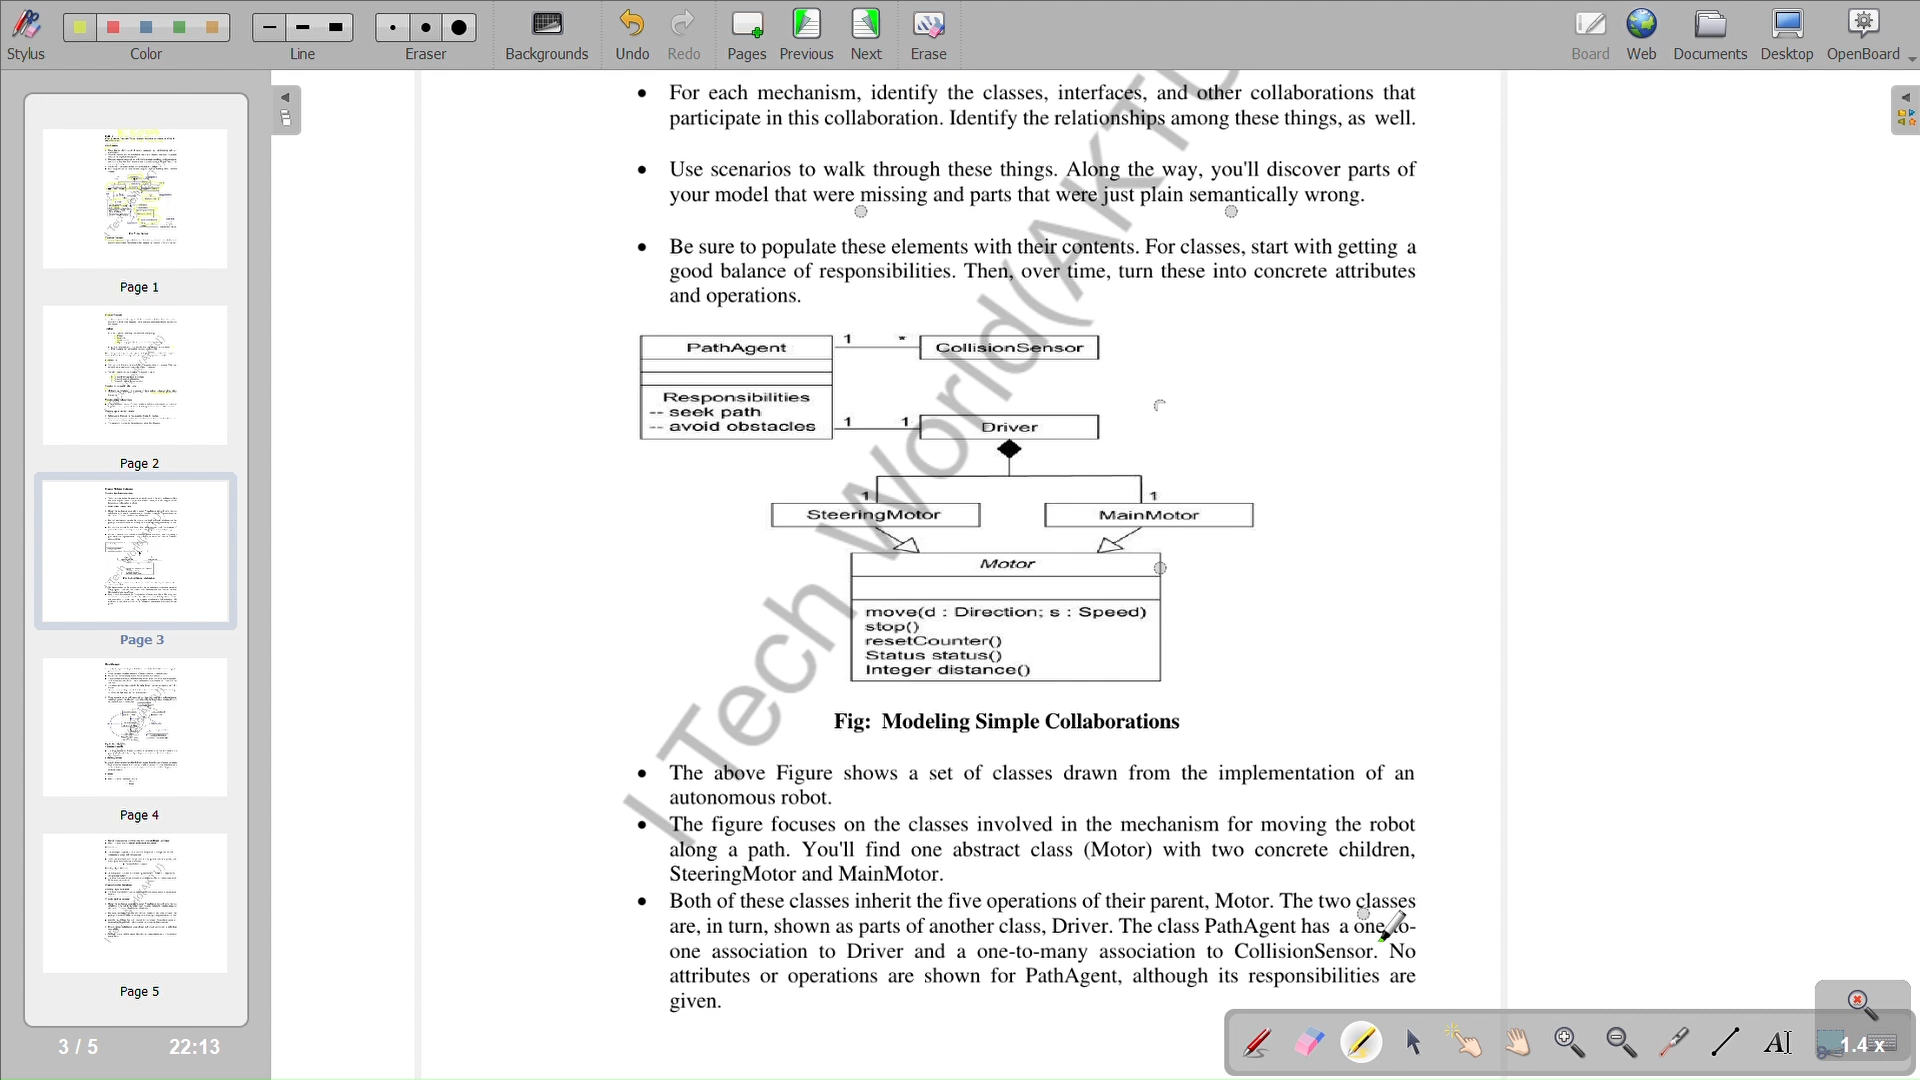 Stylus
Color
Line
Eraser
Backgrounds
Undo
Redo
Pages
Previous
Next
Erase
Board
Web
Documents
Desktop
OpenBoard
Page 1
Page 2
Page 3
Page 4
Page 5
3 / 5
22:13
• For each mechanism, identify the classes, interfaces, and other collaborations that
participate in this collaboration. Identify the relationships among these things, as well.
• Use scenarios to walk through these things. Along the way, you'll discover parts of
your model that were missing and parts that were just plain semantically wrong.
• Be sure to populate these elements with their contents. For classes, start with getting a
good balance of responsibilities. Then, over time, turn these into concrete attributes
and operations.
PathAgent
1
*
CollisionSensor
Responsibilities
-- seek path
-- avoid obstacles
1
1
Driver
1
1
SteeringMotor
MainMotor
Motor
move(d : Direction; s : Speed)
stop()
resetCounter()
Status status()
Integer distance()
Fig: Modeling Simple Collaborations
• The above Figure shows a set of classes drawn from the implementation of an
autonomous robot.
• The figure focuses on the classes involved in the mechanism for moving the robot
along a path. You'll find one abstract class (Motor) with two concrete children,
SteeringMotor and MainMotor.
• Both of these classes inherit the five operations of their parent, Motor. The two classes
are, in turn, shown as parts of another class, Driver. The class PathAgent has a one-to-
one association to Driver and a one-to-many association to CollisionSensor. No
attributes or operations are shown for PathAgent, although its responsibilities are
given.
I Tech World(AKTU
1.4 x